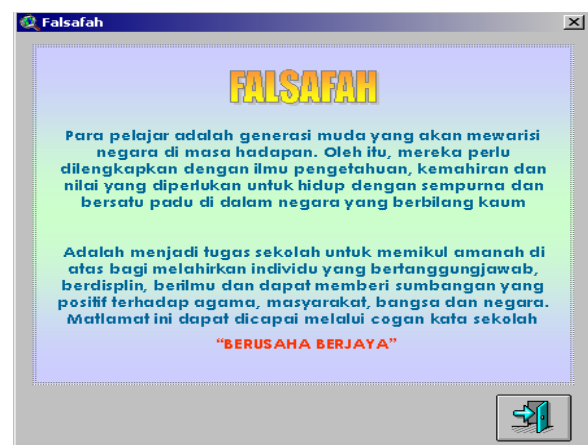 Falsafah
FALSAFAH
Para pelajar adalah generasi muda yang akan mewarisi
negara di masa hadapan. Oleh itu, mereka perlu
dilengkapkan dengan ilmu pengetahuan, kemahiran dan
nilai yang diperlukan untuk hidup dengan sempurna dan
bersatu padu di dalam negara yang berbilang kaum
Adalah menjadi tugas sekolah untuk memikul amanah di
atas bagi melahirkan individu yang bertanggungjawab,
berdisplin, berilmu dan dapat memberi sumbangan yang
positif terhadap agama, masyarakat, bangsa dan negara.
Matlamat ini dapat dicapai melalui cogan kata sekolah
“BERUSAHA BERJAYA”